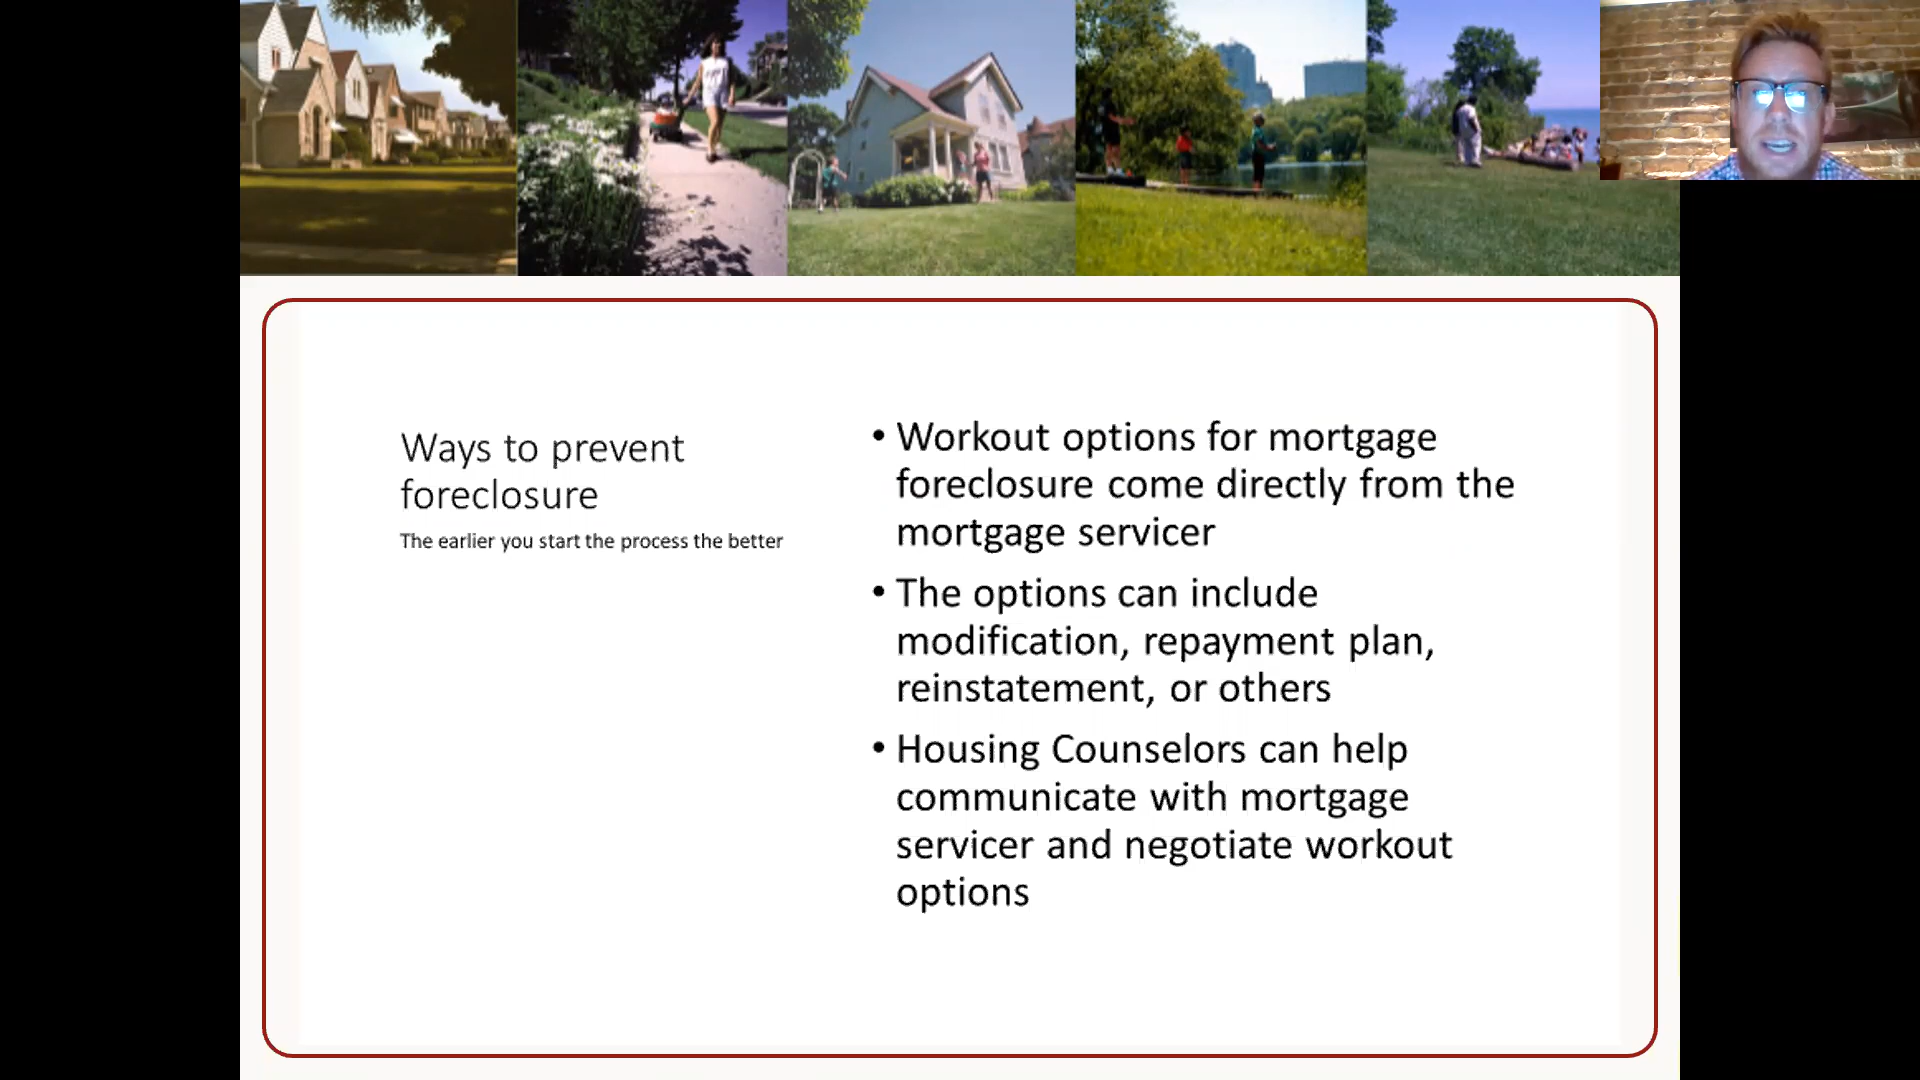 Ways to prevent
foreclosure
The earlier you start the process the better
• Workout options for mortgage
foreclosure come directly from the
mortgage servicer
• The options can include
modification, repayment plan,
reinstatement, or others
• Housing Counselors can help
communicate with mortgage
servicer and negotiate workout
options